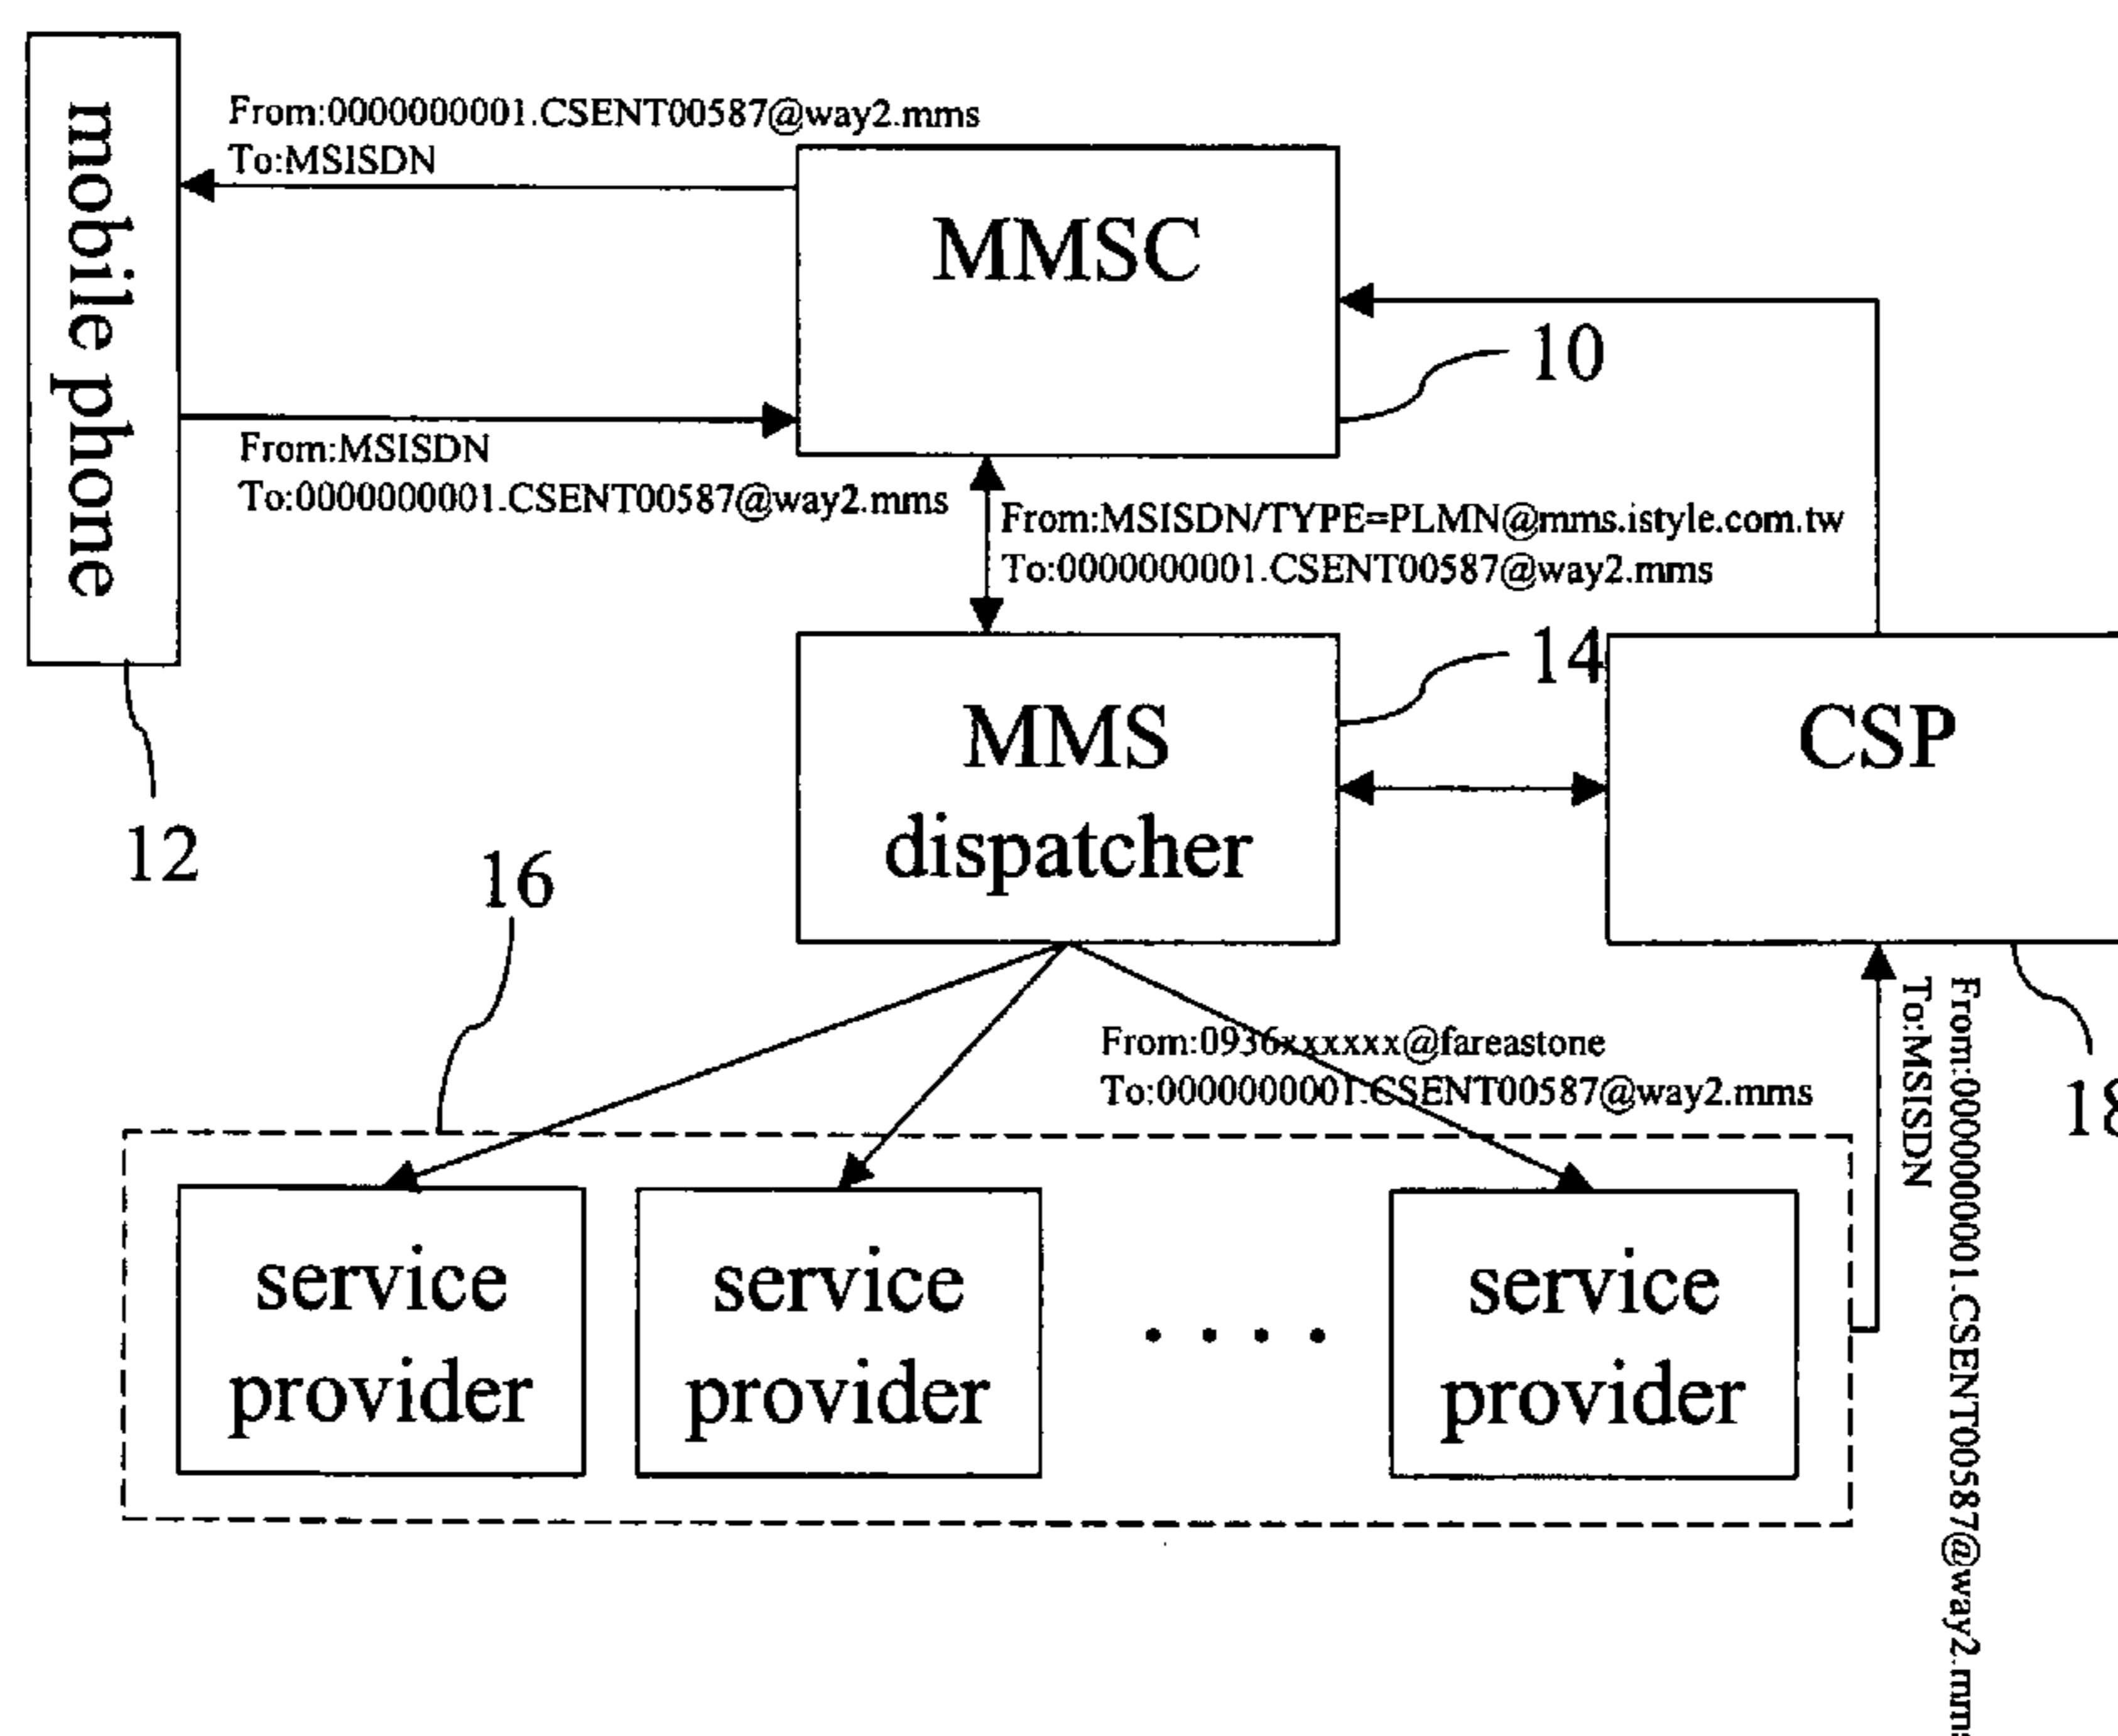 From:0000000001.CSENT00587@way2.mms
To:MSISDN
mobile phone
MMSC
10
From:MSISDN
To:0000000001.CSENT00587@way2.mms
From:MSISDN/TYPE=PLMN@mms.istyle.com.tw
To:0000000001.CSENT00587@way2.mms
14
MMS
dispatcher
CSP
12
16
From:0936xxxxxx@fareastone
To:0000000001.CSENT00587@way2.mms
From:0000000001.CSENT00587@way2.mms
To:MSISDN
18
service
provider
service
provider
. . . .
service
provider